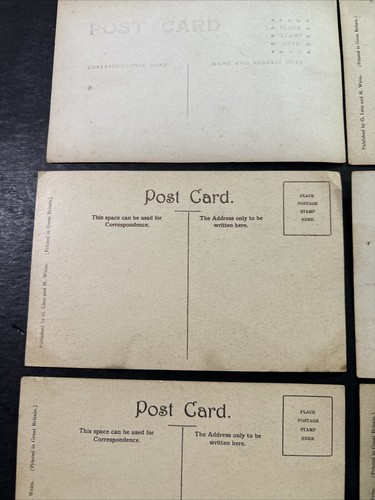 POST CARD
PLACE
STAMP
HERE
CORRESPONDENCE HERE
NAME AND ADDRESS HERE
Published by G. Lenz and H. Weiss. [Printed in Great Britain.]
Post Card.
This space can be used for
Correspondence.
The Address only to be
written here.
PLACE
POSTAGE
STAMP
HERE.
Published by G. Lenz and H. Weiss. [Printed in Great Britain.]
Post Card.
This space can be used for
Correspondence.
The Address only to be
written here.
PLACE
POSTAGE
STAMP
HERE.
Weiss. [Printed in Great Britain.]